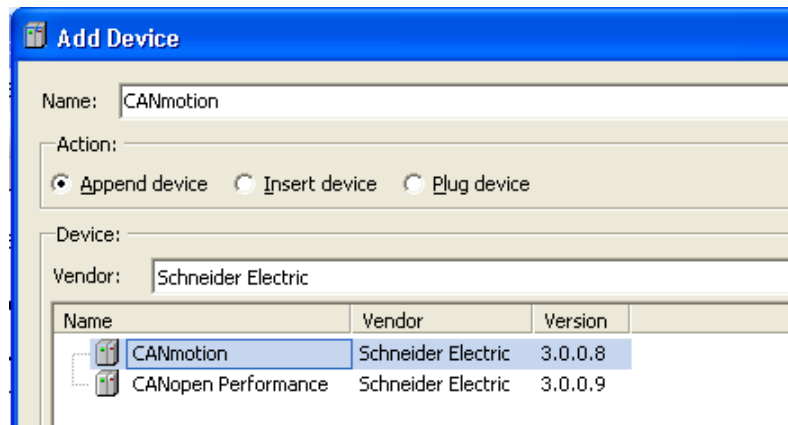 Add Device
Name: CANmotion
Action:
Append device Insert device Plug device
Device:
Vendor: Schneider Electric
Name Vendor Version
CANmotion Schneider Electric 3.0.0.8
CANopen Performance Schneider Electric 3.0.0.9